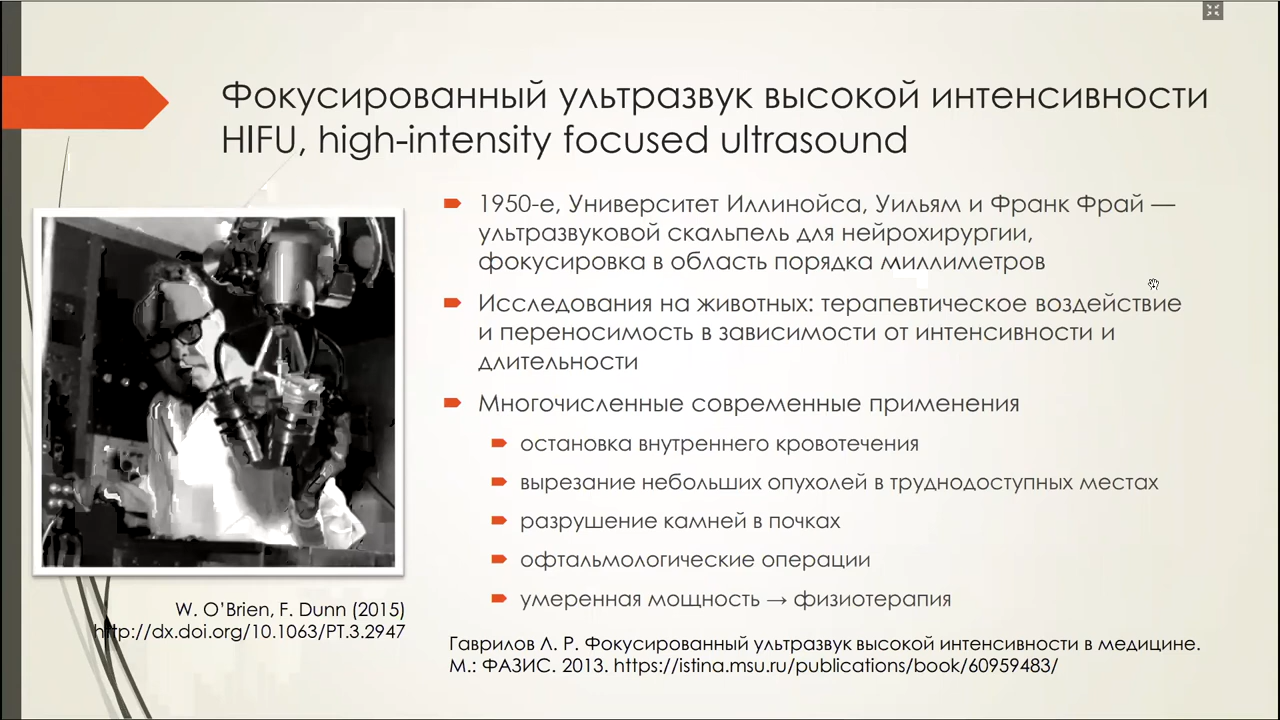 Фокусированный ультразвук высокой интенсивности
HIFU, high-intensity focused ultrasound
1950-е, Университет Иллинойса, Уильям и Франк Фрай —
ультразвуковой скальпель для нейрохирургии,
фокусировка в область порядка миллиметров
Исследования на животных: терапевтическое воздействие
и переносимость в зависимости от интенсивности и
длительности
Многочисленные современные применения
остановка внутреннего кровотечения
вырезание небольших опухолей в труднодоступных местах
разрушение камней в почках
офтальмологические операции
умеренная мощность → физиотерапия
W. O’Brien, F. Dunn (2015)
http://dx.doi.org/10.1063/PT.3.2947
Гаврилов Л. Р. Фокусированный ультразвук высокой интенсивности в медицине.
М.: ФАЗИС. 2013. https://istina.msu.ru/publications/book/60959483/